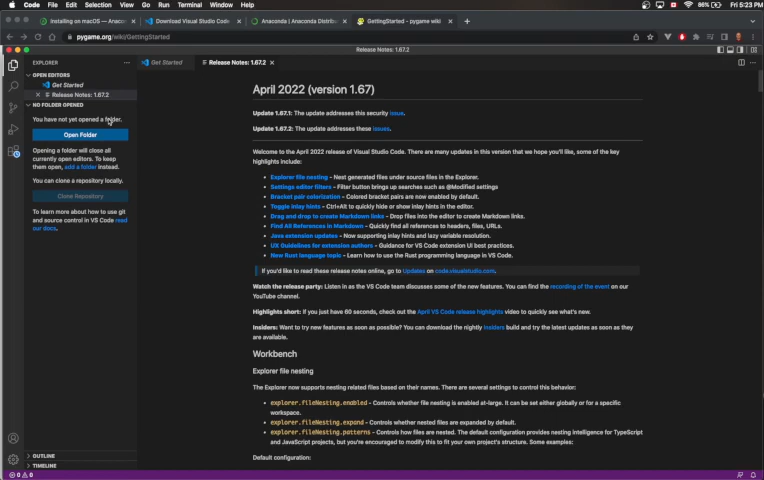 Code File Edit Selection View Go Run Terminal Window Help 86% Fri 5:23 PM
Installing on macOS — Anacon Download Visual Studio Code Anaconda | Anaconda Distribu GettingStarted - pygame wiki
pygame.org/wiki/GettingStarted
Release Notes: 1.67.2
EXPLORER
Get Started
Release Notes: 1.67.2
OPEN EDITORS
Get Started
Release Notes: 1.67.2
NO FOLDER OPENED
You have not yet opened a folder.
Open Folder
Opening a folder will close all
currently open editors. To keep
them open, add a folder instead.
You can clone a repository locally.
Clone Repository
To learn more about how to use git
and source control in VS Code read
our docs.
OUTLINE
TIMELINE
April 2022 (version 1.67)
Update 1.67.1: The update addresses this security issue.
Update 1.67.2: The update addresses these issues.
Welcome to the April 2022 release of Visual Studio Code. There are many updates in this version that we hope you'll like, some of the key
highlights include:
• Explorer file nesting - Nest generated files under source files in the Explorer.
• Settings editor filters - Filter button brings up searches such as @Modified settings
• Bracket pair colorization - Colored bracket pairs are now enabled by default.
• Toggle inlay hints - Ctrl+Alt to quickly hide or show inlay hints in the editor.
• Drag and drop to create Markdown links - Drop files into the editor to create Markdown links.
• Find All References in Markdown - Quickly find all references to headers, files, URLs.
• Java extension updates - Now supporting inlay hints and lazy variable resolution.
• UX Guidelines for extension authors - Guidance for VS Code extension UI best practices.
• New Rust language topic - Learn how to use the Rust programming language in VS Code.
If you'd like to read these release notes online, go to Updates on code.visualstudio.com.
Watch the release party: Listen in as the VS Code team discusses some of the new features. You can find the recording of the event on our
YouTube channel.
Highlights short: If you just have 60 seconds, check out the April VS Code release highlights video to quickly see what's new.
Insiders: Want to try new features as soon as possible? You can download the nightly Insiders build and try the latest updates as soon as they
are available.
Workbench
Explorer file nesting
The Explorer now supports nesting related files based on their names. There are several settings to control this behavior:
• explorer.fileNesting.enabled - Controls whether file nesting is enabled at-large. It can be set either globally or for a specific
workspace.
• explorer.fileNesting.expand - Controls whether nested files are expanded by default.
• explorer.fileNesting.patterns - Controls how files are nested. The default configuration provides nesting intelligence for TypeScript
and JavaScript projects, but you're encouraged to modify this to fit your own project's structure. Some examples:
Default configuration:
0 0